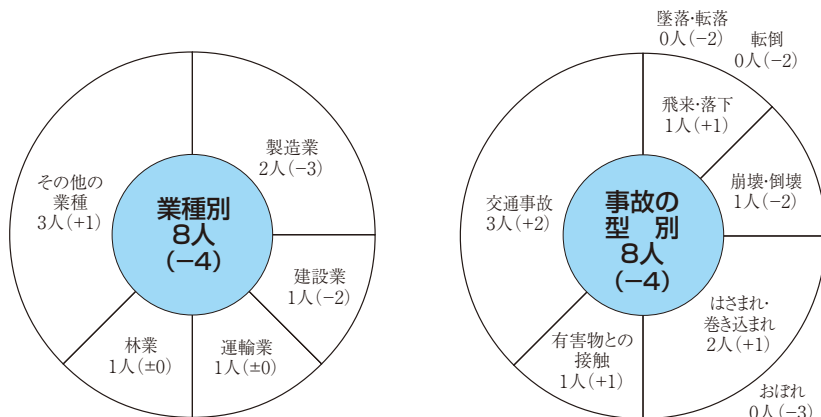 業種別
8人
(−4)
製造業
2人(−3)
建設業
1人(−2)
運輸業
1人(±0)
林業
1人(±0)
その他の
業種
3人(+1)
事故の
型 別
8人
(−4)
墜落・転落
0人(−2)
転倒
0人(−2)
飛来・落下
1人(+1)
崩壊・倒壊
1人(−2)
はさまれ・
巻き込まれ
2人(+1)
おぼれ
0人(−3)
有害物との
接触
1人(+1)
交通事故
3人(+2)